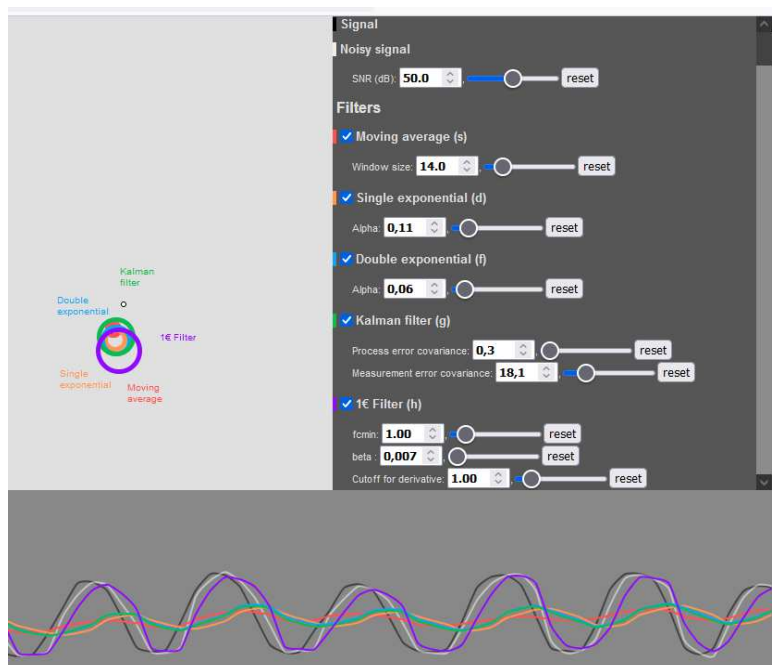 Signal
Noisy signal
SNR (dB): 50.0 reset
Filters
Moving average (s)
Window size: 14.0 reset
Single exponential (d)
Alpha: 0,11 reset
Double exponential (f)
Alpha: 0,06 reset
Kalman filter (g)
Process error covariance: 0,3 reset
Measurement error covariance: 18,1 reset
1€ Filter (h)
fcmin: 1.00 reset
beta : 0,007 reset
Cutoff for derivative: 1.00 reset
Kalman
filter
Double
exponential
1€ Filter
Single
exponential
Moving
average